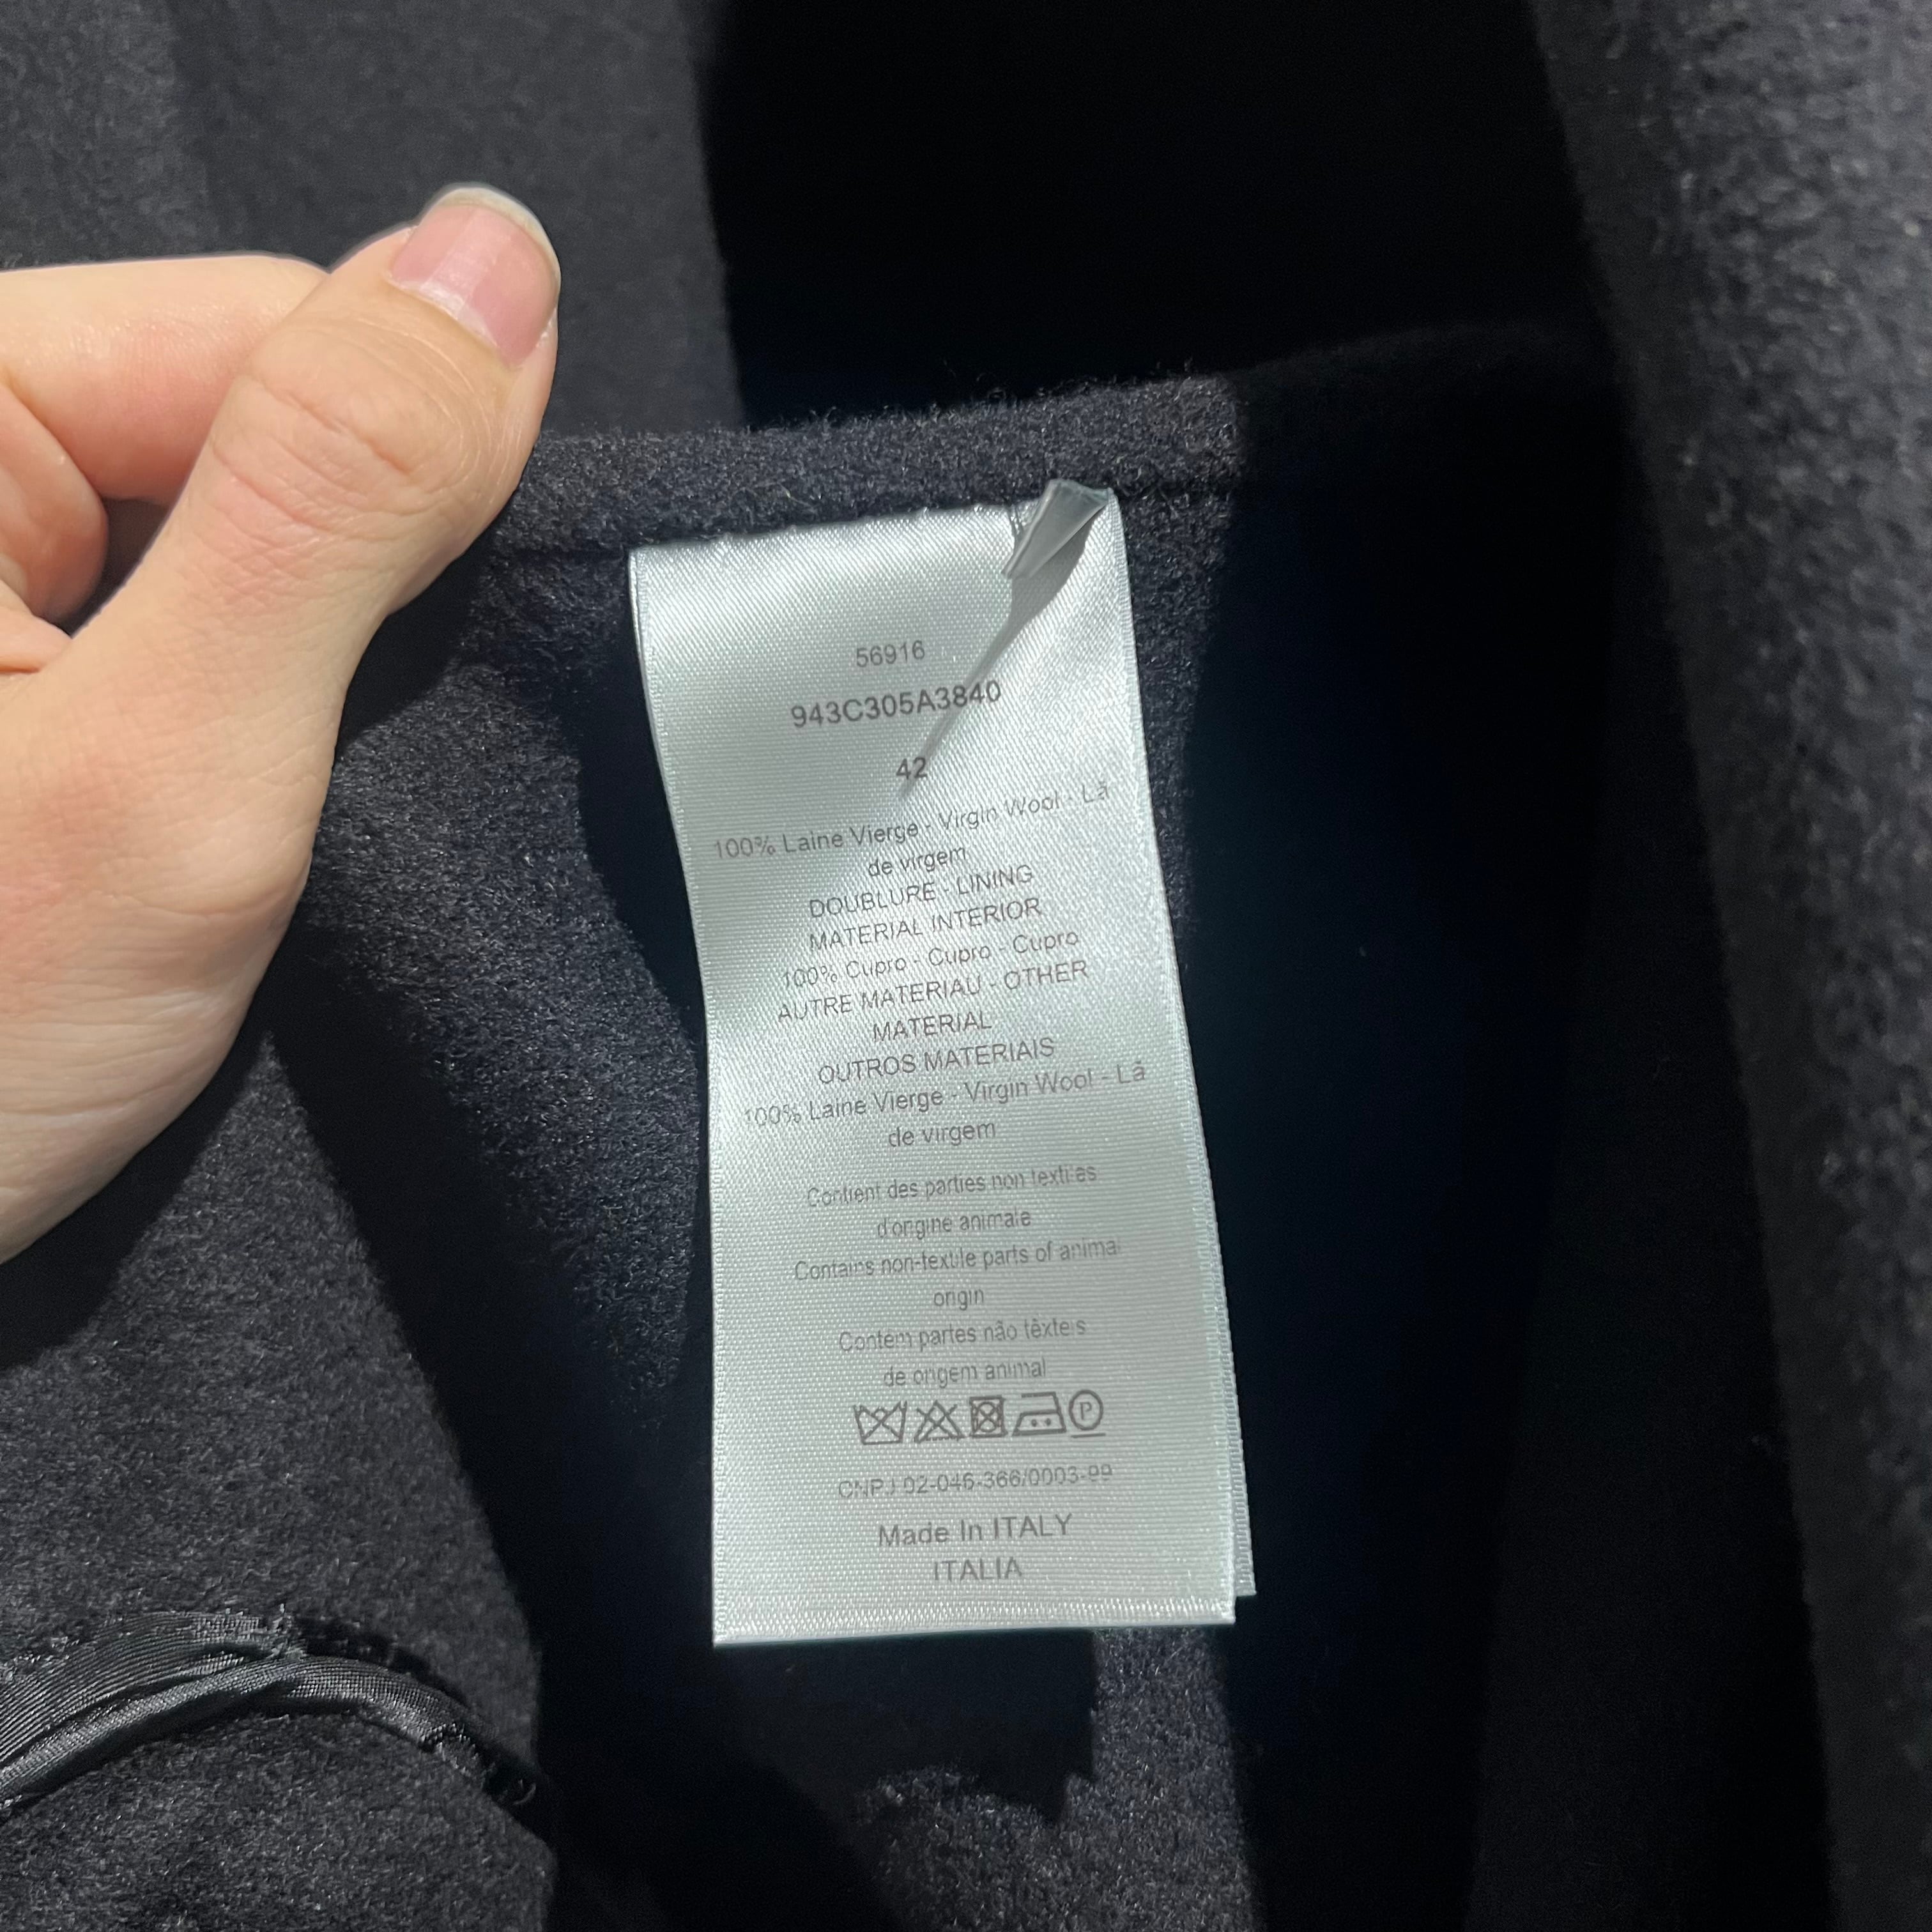 56916
943C305A3840
42
100% Laine Vierge - Virgin Wool - Lã
de virgem
DOUBLURE - LINING
MATERIAL INTERIOR
100% Cupro - Cupro - Cupro
AUTRE MATERIAU - OTHER
MATERIAL
OUTROS MATERIAIS
100% Laine Vierge - Virgin Wool - Lã
de virgem
Contient des parties non textiles
d'origine animale
Contains non-textile parts of animal
origin
Contém partes não têxteis
de origem animal
P
CNPJ 02-046-366/0003-99
Made In ITALY
ITALIA